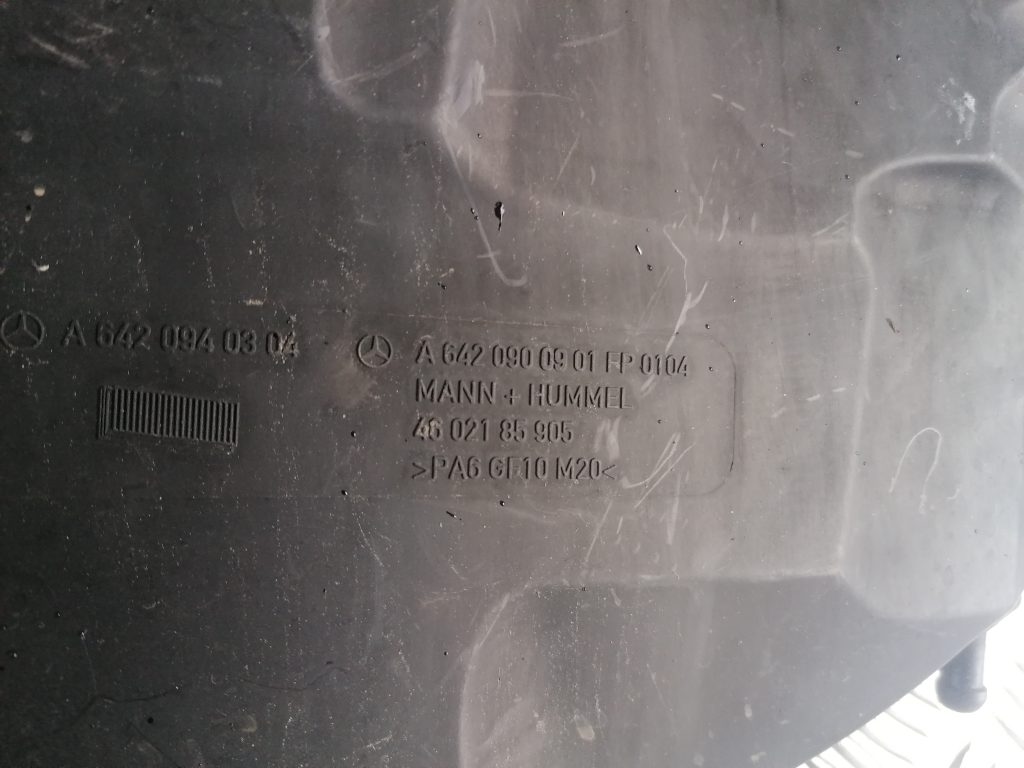 A 642 094 03 04
A 642 090 09 01 FP 0104
MANN + HUMMEL
46 021 85 905
>PA6 GF10 M20<